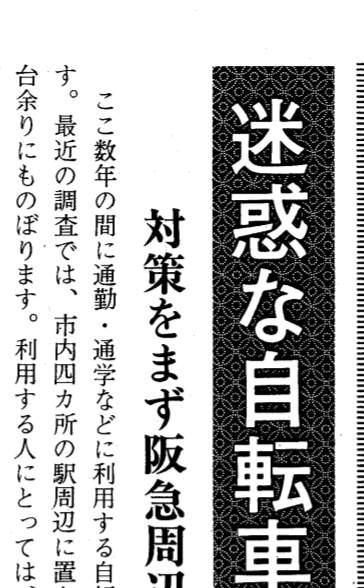 迷惑な自転車
対策をまず阪急周辺
ここ数年の間に通勤・通学などに利用する自転
す。最近の調査では、市内四カ所の駅周辺に置
台余りにものぼります。利用する人にとっては、